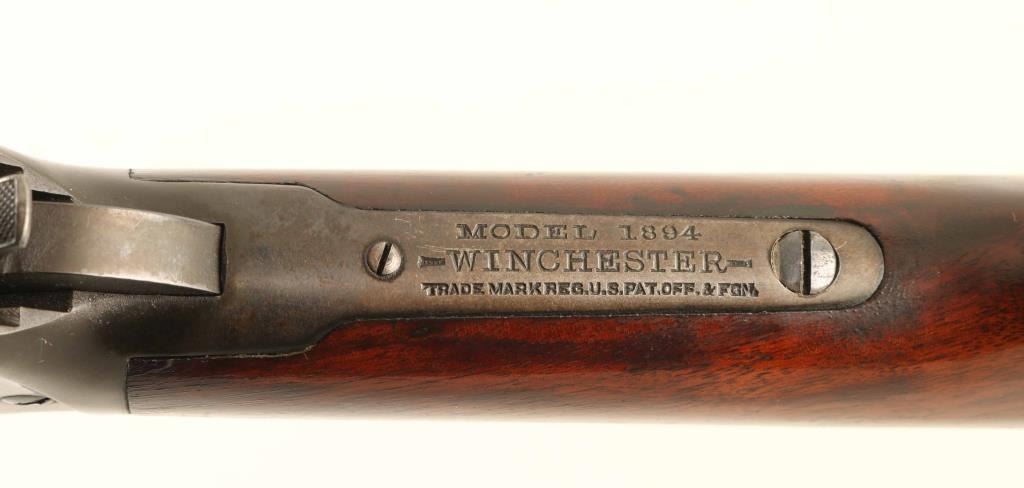 MODEL 1894
-WINCHESTER-
TRADE MARK REG. U.S. PAT. OFF. & FGN.